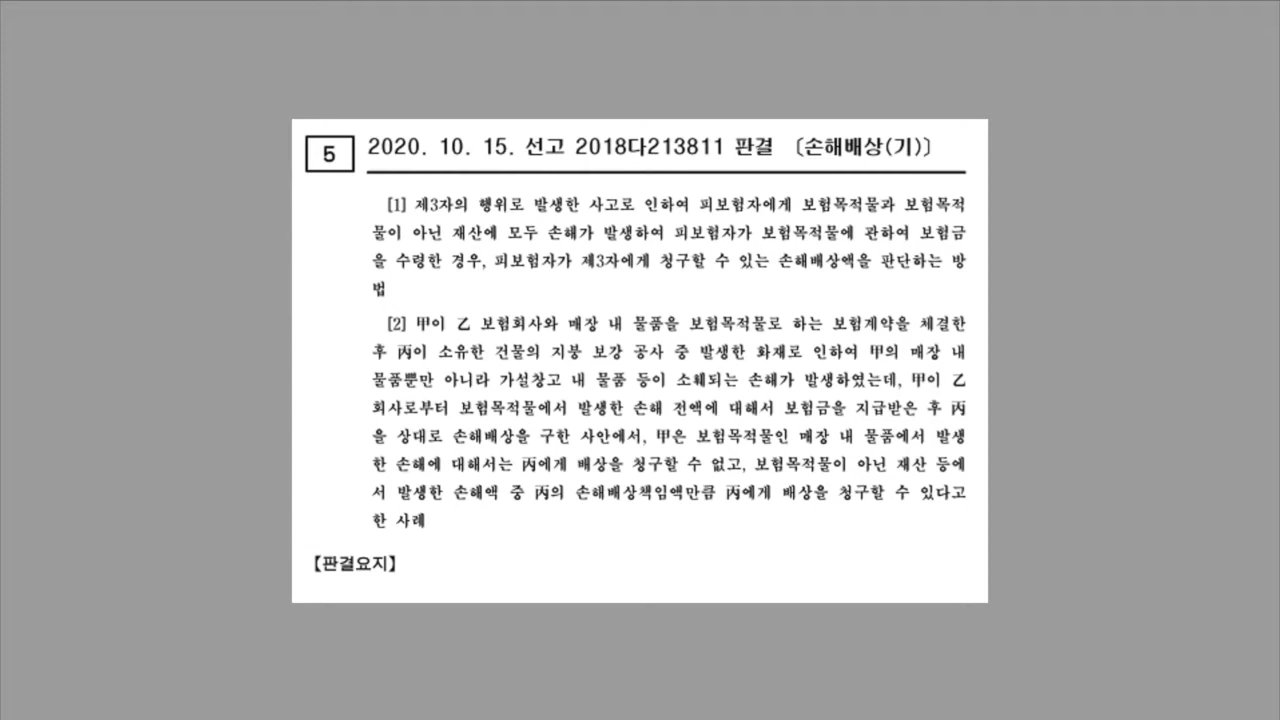 5 2020. 10. 15. 선고 2018다213811 판결 〔손해배상(기)〕
[1] 제3자의 행위로 발생한 사고로 인하여 피보험자에게 보험목적물과 보험목적
물이 아닌 재산에 모두 손해가 발생하여 피보험자가 보험목적물에 관하여 보험금
을 수령한 경우, 피보험자가 제3자에게 청구할 수 있는 손해배상액을 판단하는 방
법
[2] 甲이 乙 보험회사와 매장 내 물품을 보험목적물로 하는 보험계약을 체결한
후 丙이 소유한 건물의 지붕 보강 공사 중 발생한 화재로 인하여 甲의 매장 내
물품뿐만 아니라 가설창고 내 물품 등이 소훼되는 손해가 발생하였는데, 甲이 乙
회사로부터 보험목적물에서 발생한 손해 전액에 대해서 보험금을 지급받은 후 丙
을 상대로 손해배상을 구한 사안에서, 甲은 보험목적물인 매장 내 물품에서 발생
한 손해에 대해서는 丙에게 배상을 청구할 수 없고, 보험목적물이 아닌 재산 등에
서 발생한 손해액 중 丙의 손해배상책임액만큼 丙에게 배상을 청구할 수 있다고
한 사례
【판결요지】